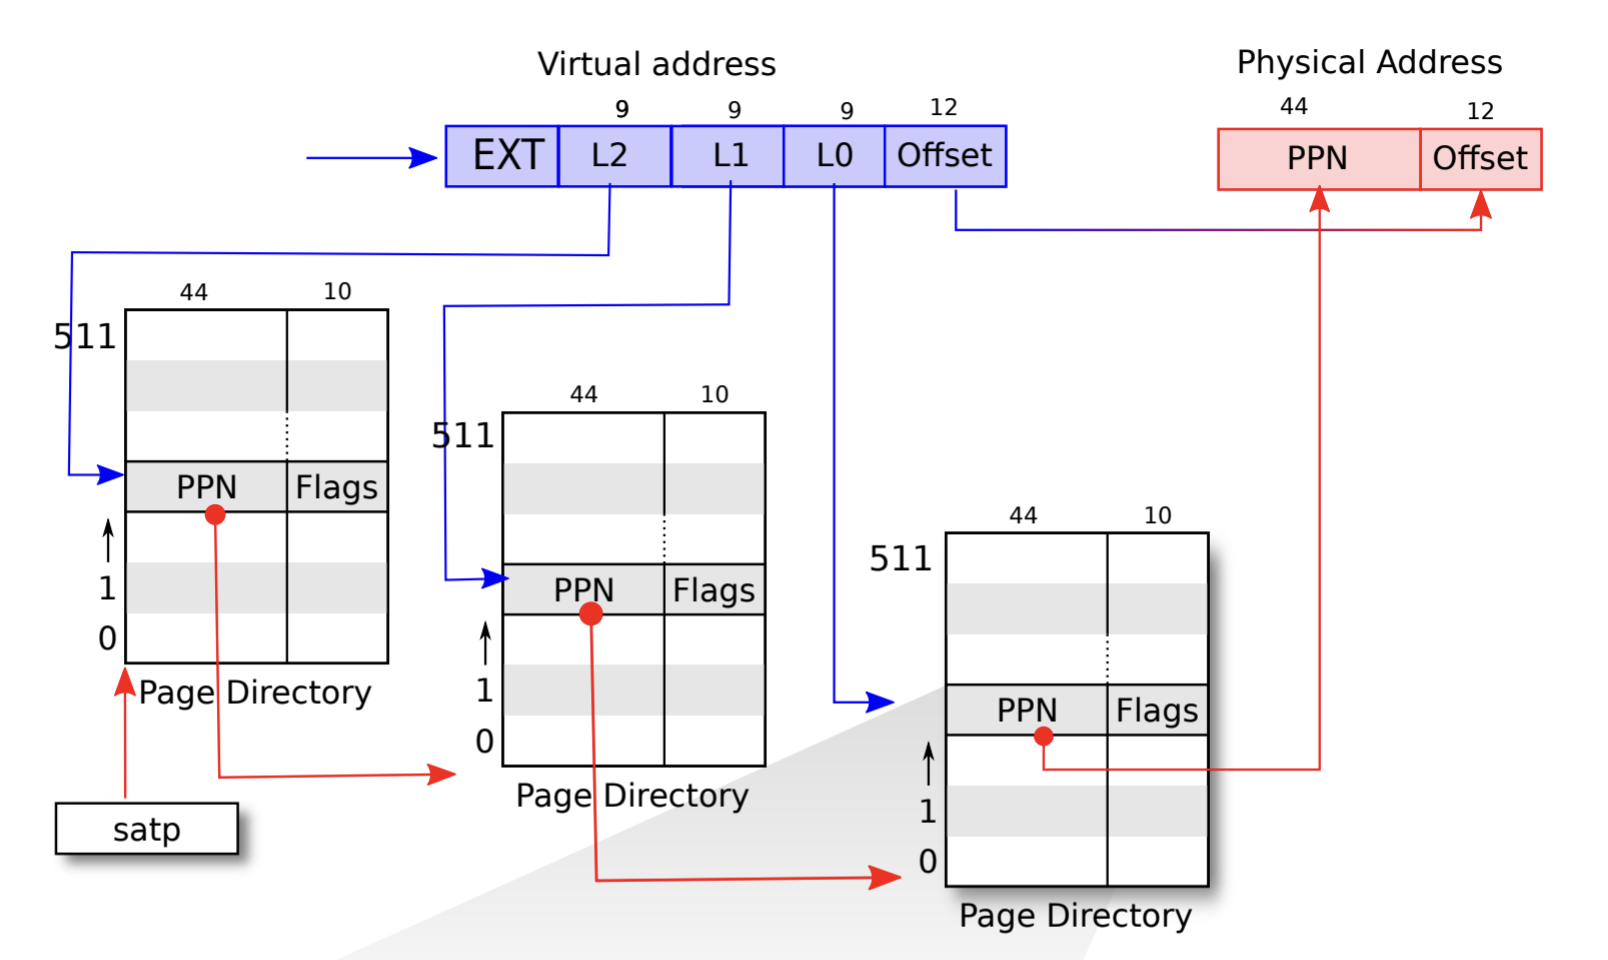 Virtual address
Physical Address
9 9 9 12
44 12
EXT L2 L1 L0 Offset
PPN Offset
44 10
511
PPN Flags
1
0
Page Directory
satp
44 10
511
PPN Flags
1
0
Page Directory
44 10
511
PPN Flags
1
0
Page Directory